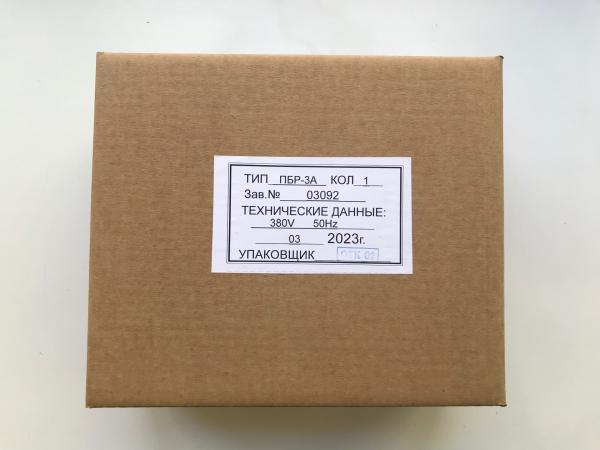 ТИП ПБР-3А КОЛ 1
Зав.№ 03092
ТЕХНИЧЕСКИЕ ДАННЫЕ:
380V 50Hz
03 2023г.
УПАКОВЩИК